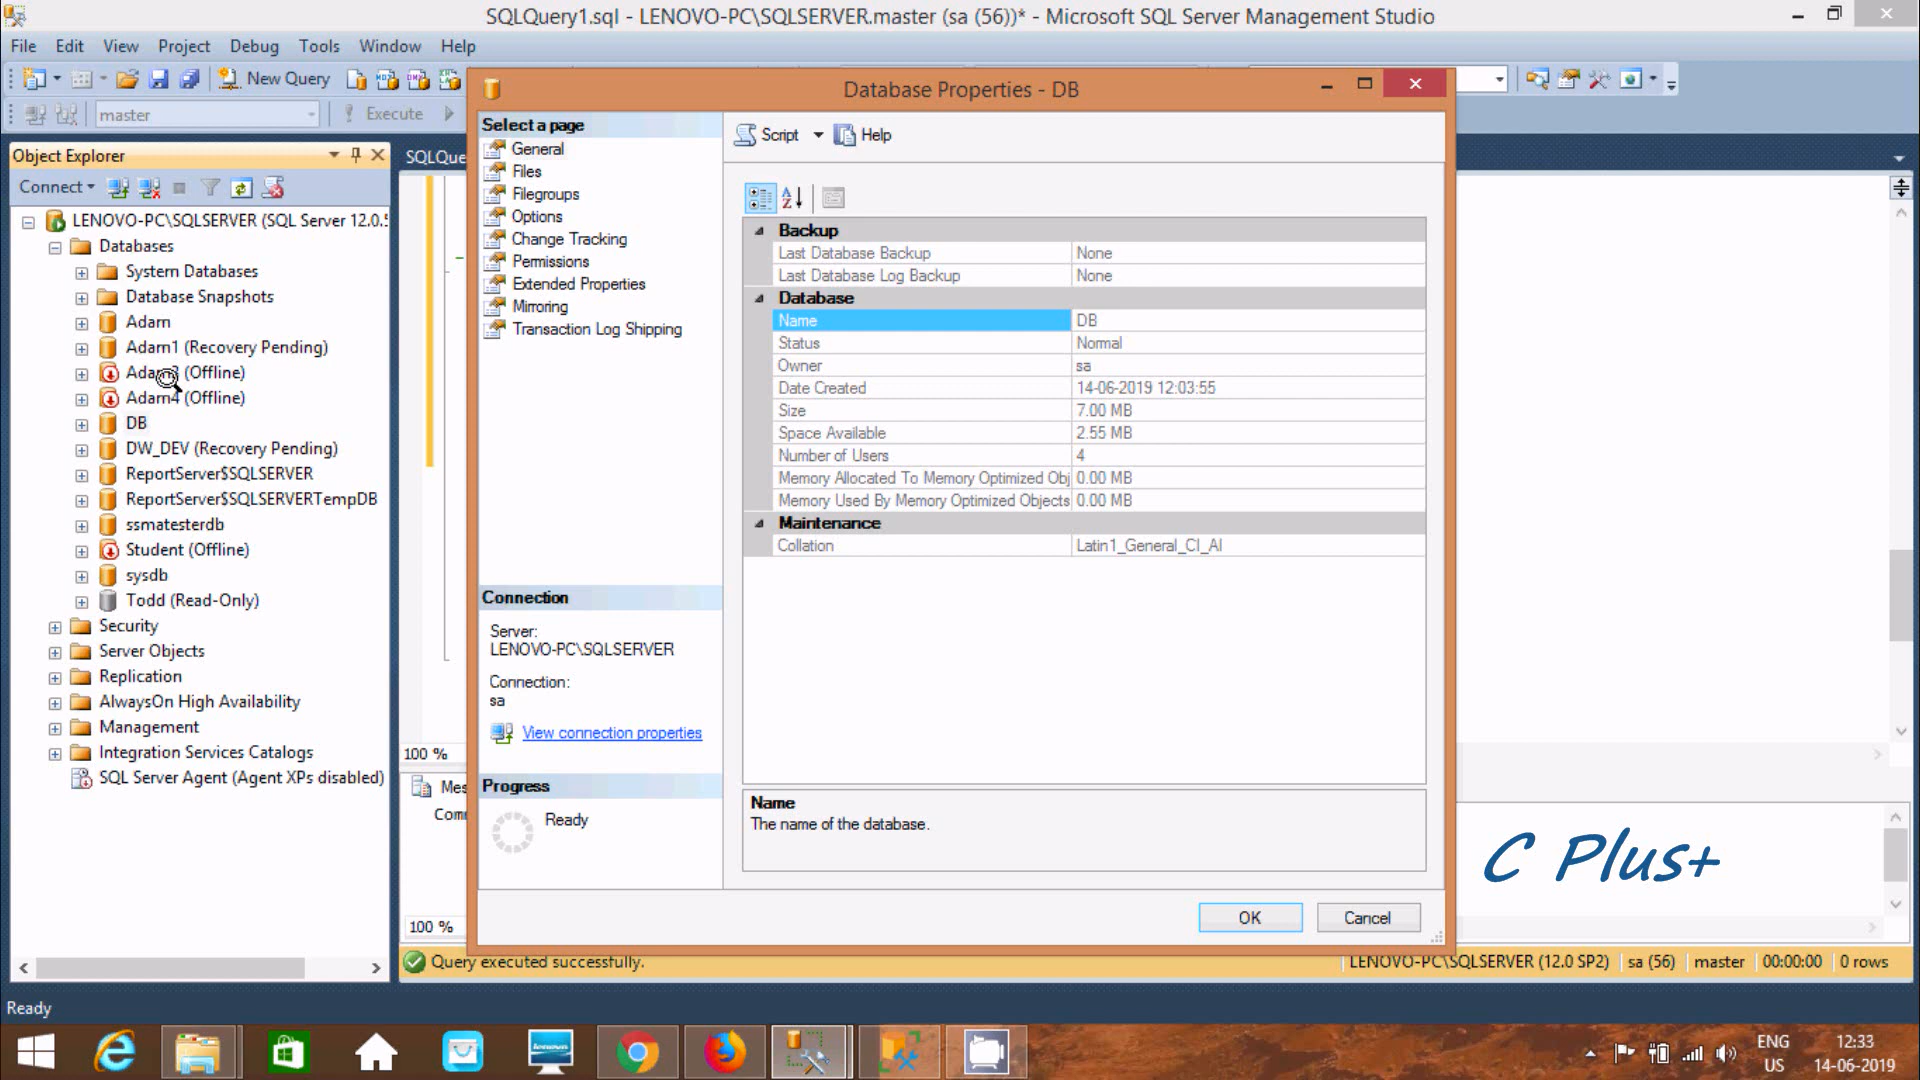 SQLQuery1.sql - LENOVO-PC\SQLSERVER.master (sa (56))* - Microsoft SQL Server Management Studio
File Edit View Project Debug Tools Window Help
New Query
master
Execute
Object Explorer
Connect
LENOVO-PC\SQLSERVER (SQL Server 12.0.5
Databases
System Databases
Database Snapshots
Adam
Adam1 (Recovery Pending)
(Offline)
Adam4 (Offline)
DB
DW_DEV (Recovery Pending)
ReportServer$SQLSERVER
ReportServer$SQLSERVERTempDB
ssmatesterdb
Student (Offline)
sysdb
Todd (Read-Only)
Security
Server Objects
Replication
AlwaysOn High Availability
Management
Integration Services Catalogs
SQL Server Agent (Agent XPs disabled)
SQLQue
100 %
Mes
Com
100 %
Database Properties - DB
Select a page
General
Files
Filegroups
Options
Change Tracking
Permissions
Extended Properties
Mirroring
Transaction Log Shipping
Connection
Server:
LENOVO-PC\SQLSERVER
Connection:
sa
View connection properties
Progress
Ready
Script Help
Backup
Last Database Backup None
Last Database Log Backup None
Database
Name DB
Status Normal
Owner sa
Date Created 14-06-2019 12:03:55
Size 7.00 MB
Space Available 2.55 MB
Number of Users 4
Memory Allocated To Memory Optimized Obj 0.00 MB
Memory Used By Memory Optimized Objects 0.00 MB
Maintenance
Collation Latin1_General_CI_AI
Name
The name of the database.
OK Cancel
C Plus+
Query executed successfully.
LENOVO-PC\SQLSERVER (12.0 SP2) sa (56) master 00:00:00 0 rows
Ready
ENG
US
12:33
14-06-2019